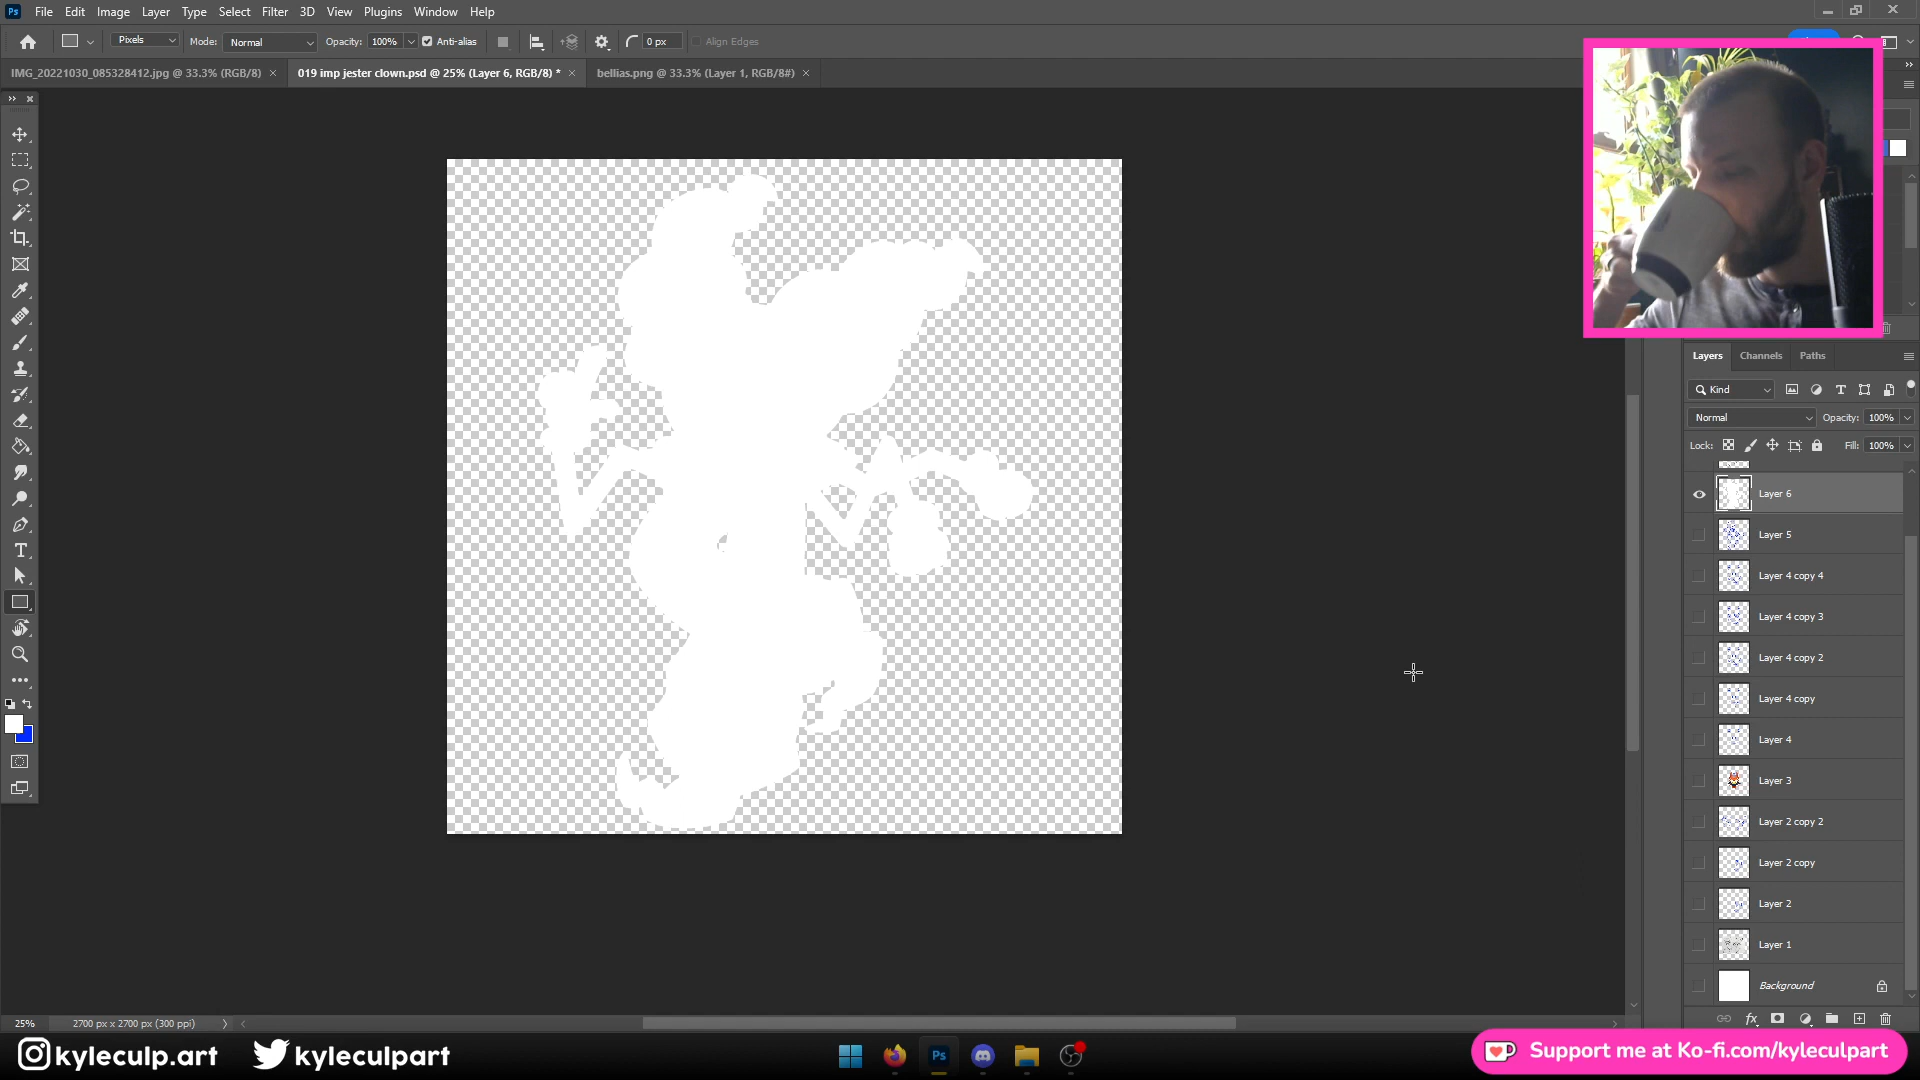 Ps File Edit Image Layer Type Select Filter 3D View Plugins Window Help
Pixels Mode: Normal Opacity: 100% Anti-alias 0 px Align Edges
IMG_20221030_085328412.jpg @ 33.3% (RGB/8) 019 imp jester clown.psd @ 25% (Layer 6, RGB/8) * bellias.png @ 33.3% (Layer 1, RGB/8#)
Layers Channels Paths
Kind
Normal Opacity: 100%
Lock: Fill: 100%
Layer 6
Layer 5
Layer 4 copy 4
Layer 4 copy 3
Layer 4 copy 2
Layer 4 copy
Layer 4
Layer 3
Layer 2 copy 2
Layer 2 copy
Layer 2
Layer 1
Background
25% 2700 px x 2700 px (300 ppi)
kyleculp.art kyleculpart
Ps
Support me at Ko-fi.com/kyleculpart